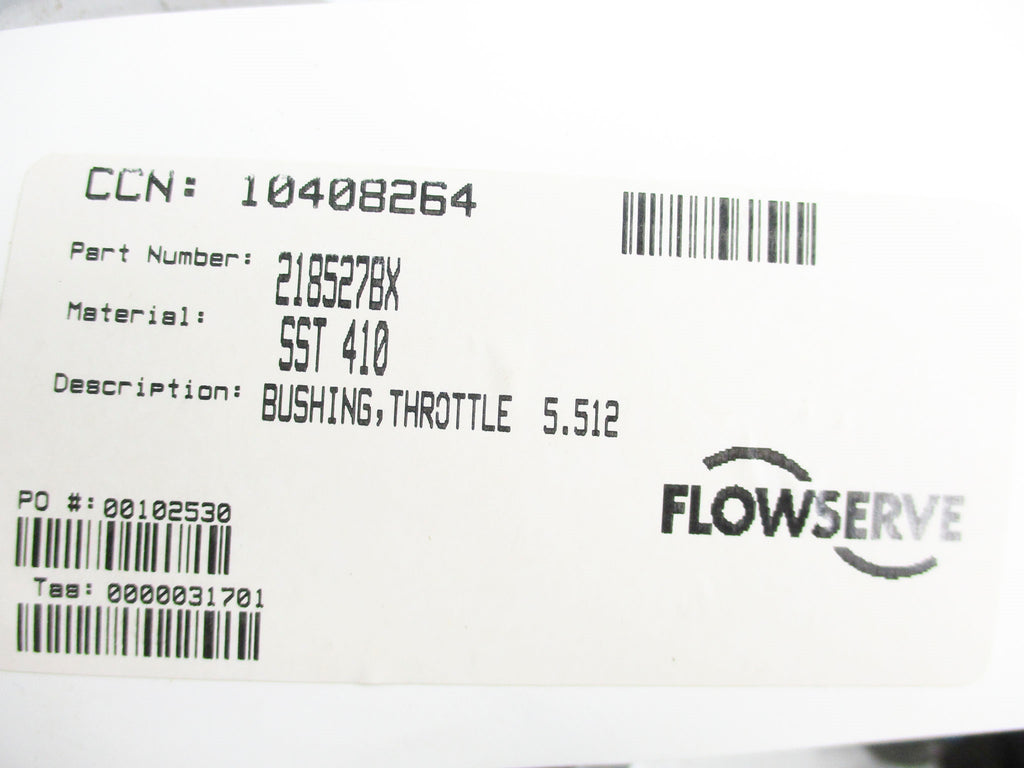 CCN: 10408264
Part Number: 218527BX
Material: SST 410
Description: BUSHING,THROTTLE 5.512
PO #: 00102530
Tag: 0000031701
FLOWSERVE